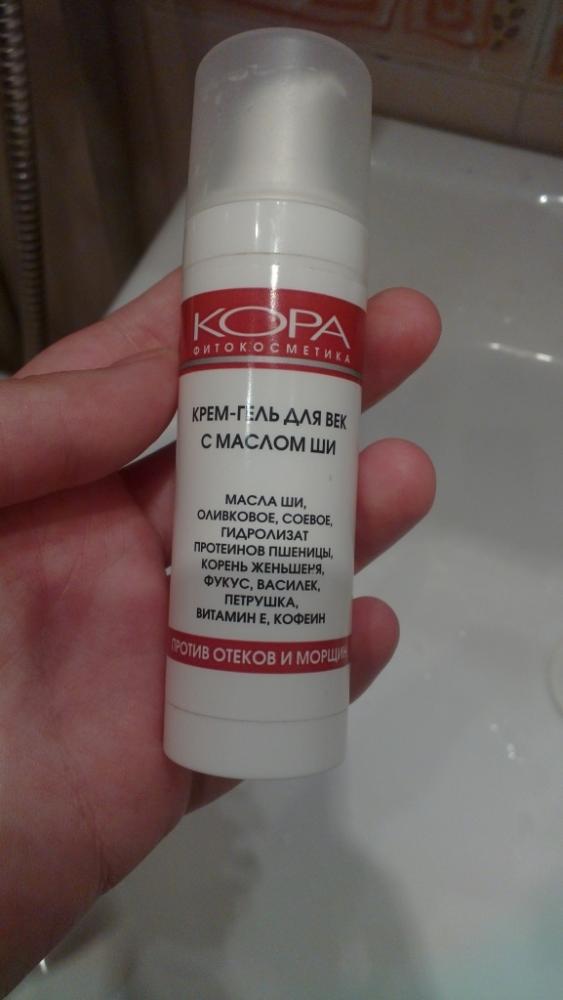 КОРА
ФИТОКОСМЕТИКА
КРЕМ-ГЕЛЬ ДЛЯ ВЕК
С МАСЛОМ ШИ
МАСЛА ШИ,
ОЛИВКОВОЕ, СОЕВОЕ,
ГИДРОЛИЗАТ
ПРОТЕИНОВ ПШЕНИЦЫ,
КОРЕНЬ ЖЕНЬШЕНЯ,
ФУКУС, ВАСИЛЕК,
ПЕТРУШКА,
ВИТАМИН Е, КОФЕИН
ПРОТИВ ОТЕКОВ И МОРЩИН